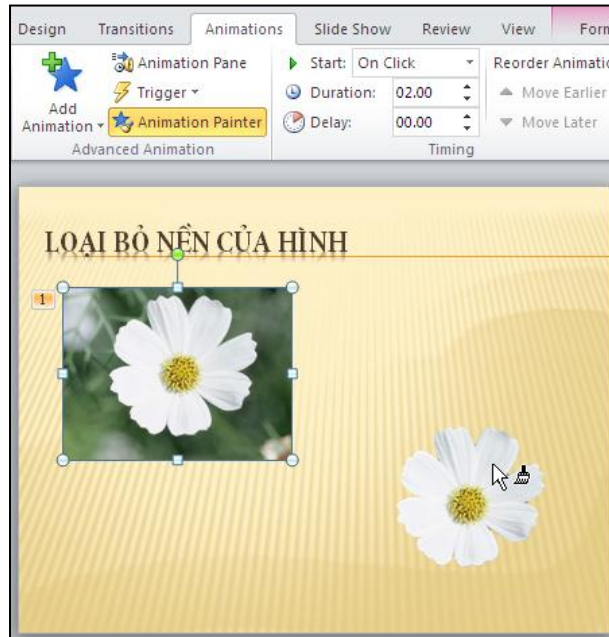 Design Transitions Animations Slide Show Review View Form
Animation Pane Start: On Click Reorder Animatio
Add Animation Trigger Duration: 02.00 Move Earlier
Animation Painter Delay: 00.00 Move Later
Advanced Animation Timing
LOẠI BỎ NỀN CỦA HÌNH
1